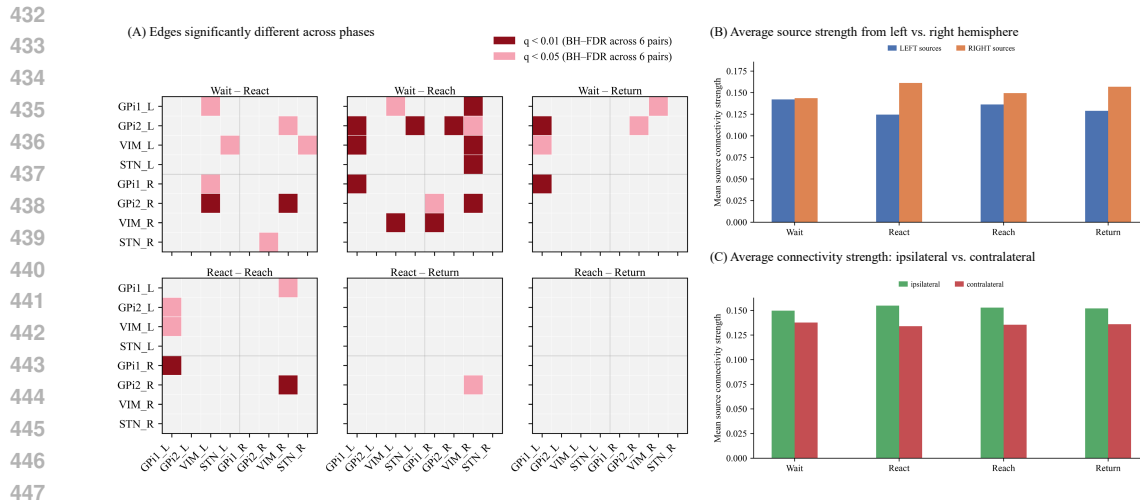 432
433
434
435
436
437
438
439
440
441
442
443
444
445
446
447
(A) Edges significantly different across phases
q < 0.01 (BH–FDR across 6 pairs)
q < 0.05 (BH–FDR across 6 pairs)
Wait – React
Wait – Reach
Wait – Return
GPi1_L
GPi2_L
VIM_L
STN_L
GPi1_R
GPi2_R
VIM_R
STN_R
React – Reach
React – Return
Reach – Return
GPi1_L
GPi2_L
VIM_L
STN_L
GPi1_R
GPi2_R
VIM_R
STN_R
GPi1_L
GPi2_L
VIM_L
STN_L
GPi1_R
GPi2_R
VIM_R
STN_R
GPi1_L
GPi2_L
VIM_L
STN_L
GPi1_R
GPi2_R
VIM_R
STN_R
GPi1_L
GPi2_L
VIM_L
STN_L
GPi1_R
GPi2_R
VIM_R
STN_R
(B) Average source strength from left vs. right hemisphere
LEFT sources
RIGHT sources
Mean source connectivity strength
0.175
0.150
0.125
0.100
0.075
0.050
0.025
0.000
Wait
React
Reach
Return
(C) Average connectivity strength: ipsilateral vs. contralateral
ipsilateral
contralateral
Mean source connectivity strength
0.150
0.125
0.100
0.075
0.050
0.025
0.000
Wait
React
Reach
Return